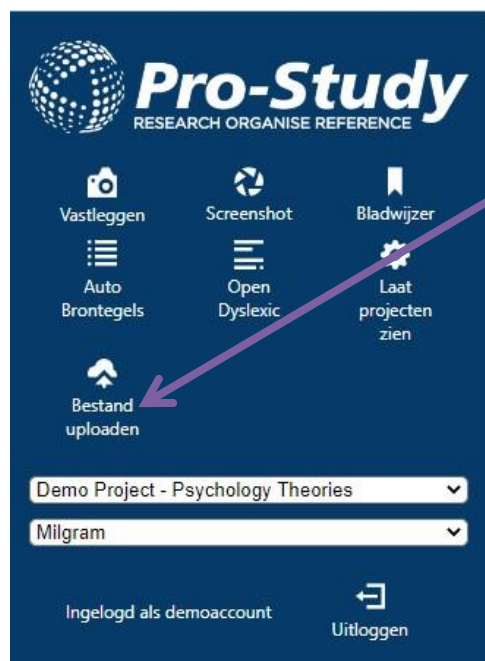 Pro-Study
RESEARCH ORGANISE REFERENCE
Vastleggen
Screenshot
Bladwijzer
Auto
Brontegels
Open
Dyslexic
Laat
projecten
zien
Bestand
uploaden
Demo Project - Psychology Theories
Milgram
Ingelogd als demoaccount
Uitloggen